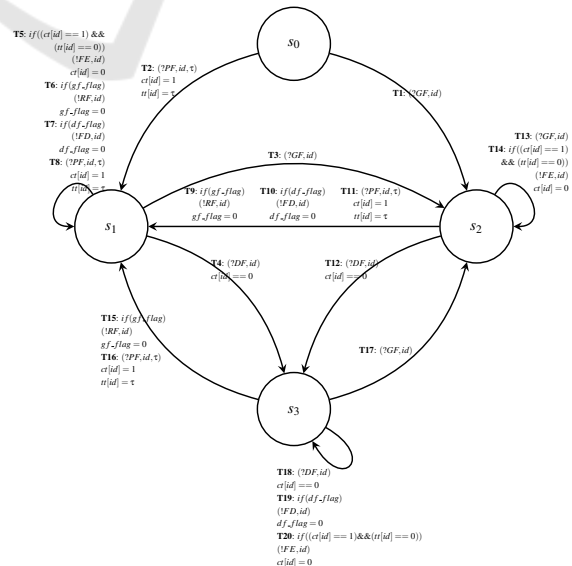 s0
T5: if((ct[id] == 1) &&
(tt[id] == 0))
(!FE,id)
ct[id] = 0
T6: if(gf_flag)
(!RF,id)
gf_flag = 0
T7: if(df_flag)
(!FD,id)
df_flag = 0
T8: (?PF,id,τ)
ct[id] = 1
tt[id] = τ
T2: (?PF,id,τ)
ct[id] = 1
tt[id] = τ
T1: (?GF,id)
T13: (?GF,id)
T14: if((ct[id] == 1)
&& (tt[id] == 0))
(!FE,id)
ct[id] = 0
T3: (?GF,id)
T9: if(gf_flag)
(!RF,id)
gf_flag = 0
T10: if(df_flag)
(!FD,id)
df_flag = 0
T11: (?PF,id,τ)
ct[id] = 1
tt[id] = τ
s1
s2
T4: (?DF,id)
ct[id] == 0
T12: (?DF,id)
ct[id] == 0
T15: if(gf_flag)
(!RF,id)
gf_flag = 0
T16: (?PF,id,τ)
ct[id] = 1
tt[id] = τ
T17: (?GF,id)
s3
T18: (?DF,id)
ct[id] == 0
T19: if(df_flag)
(!FD,id)
df_flag = 0
T20: if((ct[id] == 1)&&(tt[id] == 0))
(!FE,id)
ct[id] = 0